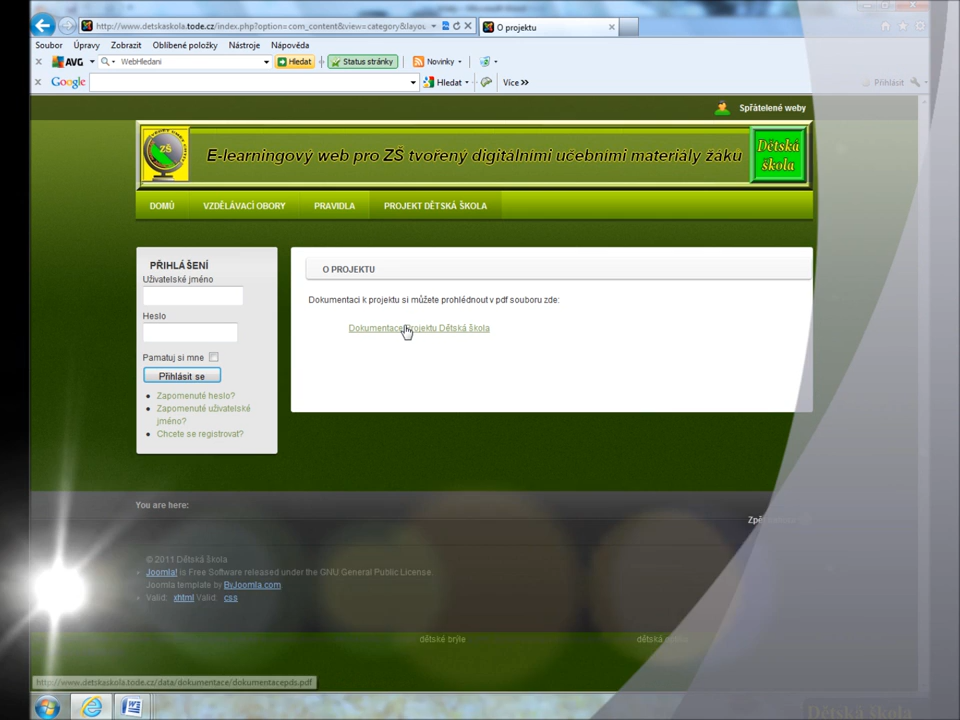 http://www.detskaskola.tode.cz/index.php?option=com_content&view=category&layou
O projektu
Soubor Úpravy Zobrazit Oblíbené položky Nástroje Nápověda
AVG WebHledani Hledat Status stránky Novinky
Google Hledat Více Přihlásit
Spřátelené weby
ZŠ
E-learningový web pro ZŠ tvořený digitálními učebními materiály žáků
Dětská
škola
DOMŮ VZDĚLÁVACÍ OBORY PRAVIDLA PROJEKT DĚTSKÁ ŠKOLA
PŘIHLÁŠENÍ
Uživatelské jméno
Heslo
Pamatuj si mne
Přihlásit se
Zapomenuté heslo?
Zapomenuté uživatelské
jméno?
Chcete se registrovat?
O PROJEKTU
Dokumentaci k projektu si můžete prohlédnout v pdf souboru zde:
Dokumentace projektu Dětská škola
You are here:
© 2011 Dětská škola
Joomla! is Free Software released under the GNU General Public License.
Joomla template by ByJoomla.com
Valid: xhtml Valid: css
dětské brýle dětská
http://www.detskaskola.tode.cz/data/dokumentace/dokumentacepds.pdf
Dětská škola